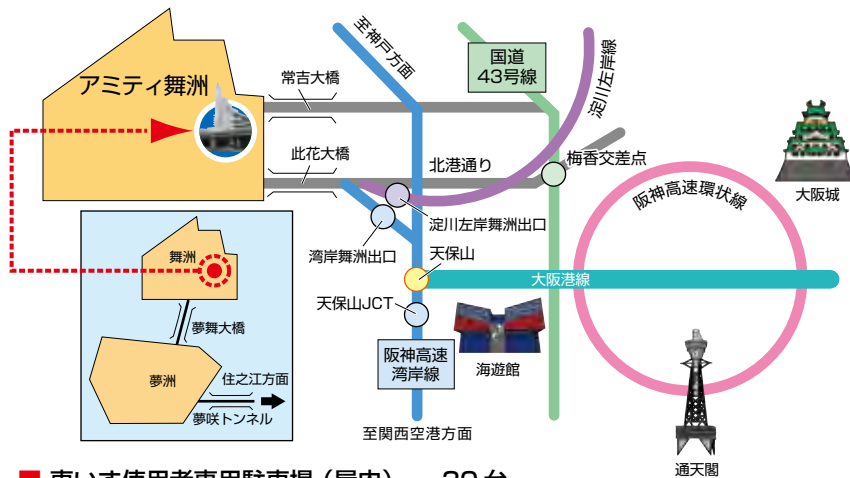 至神戸方面
国道
43号線
淀川左岸線
アミティ舞洲
常吉大橋
此花大橋
北港通り
梅香交差点
阪神高速環状線
大阪城
淀川左岸舞洲出口
湾岸舞洲出口
天保山
大阪港線
天保山JCT
海遊館
阪神高速
湾岸線
至関西空港方面
通天閣
舞洲
夢舞大橋
夢洲
住之江方面
夢咲トンネル